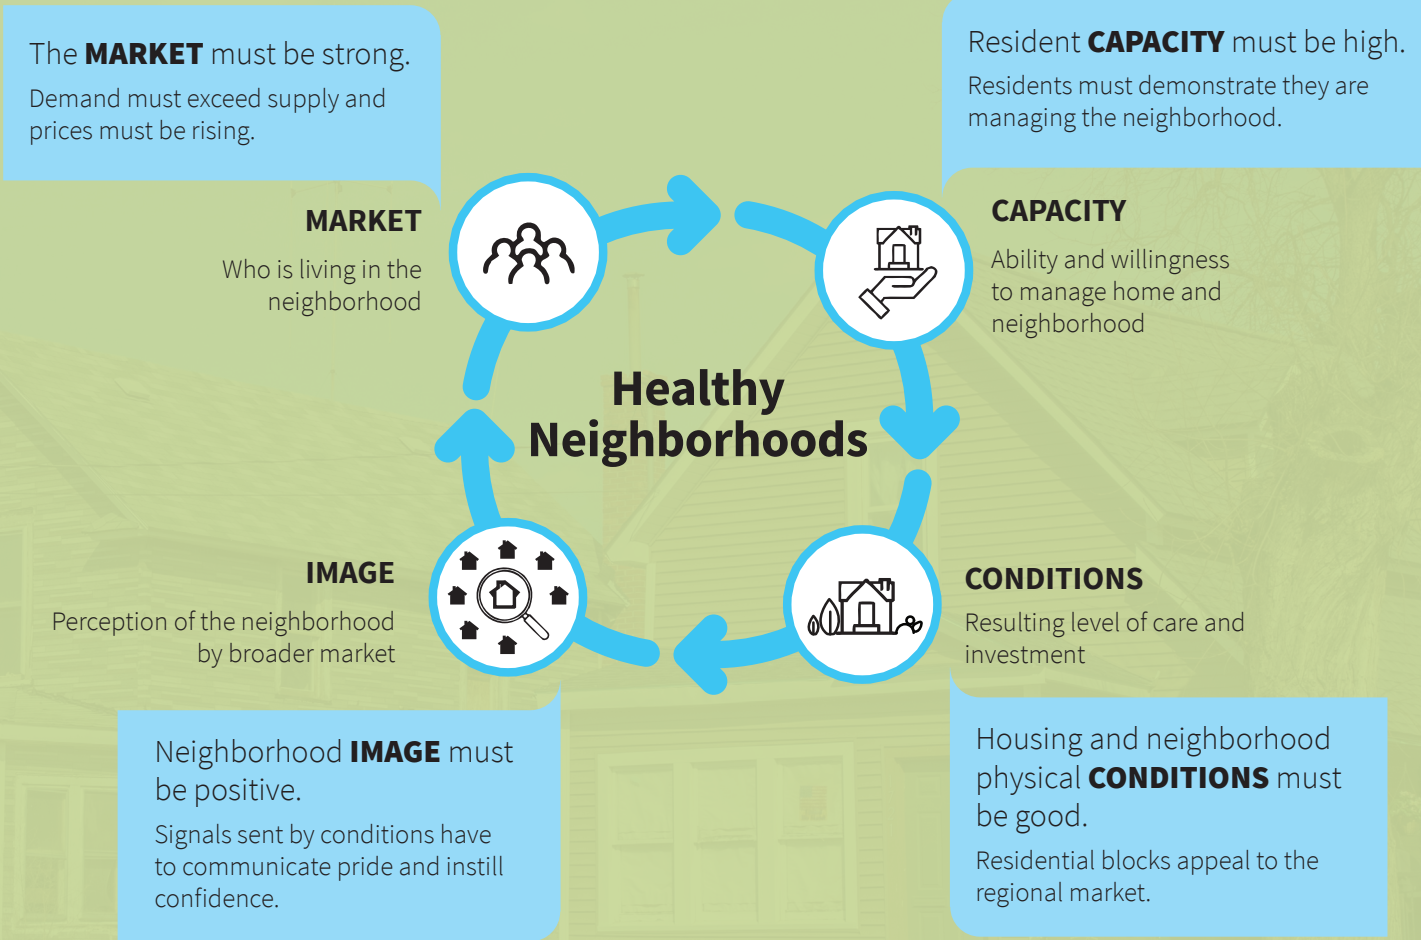 The MARKET must be strong.
Demand must exceed supply and
prices must be rising.
Resident CAPACITY must be high.
Residents must demonstrate they are
managing the neighborhood.
MARKET
Who is living in the
neighborhood
CAPACITY
Ability and willingness
to manage home and
neighborhood
Healthy
Neighborhoods
IMAGE
Perception of the neighborhood
by broader market
CONDITIONS
Resulting level of care and
investment
Neighborhood IMAGE must
be positive.
Signals sent by conditions have
to communicate pride and instill
confidence.
Housing and neighborhood
physical CONDITIONS must
be good.
Residential blocks appeal to the
regional market.